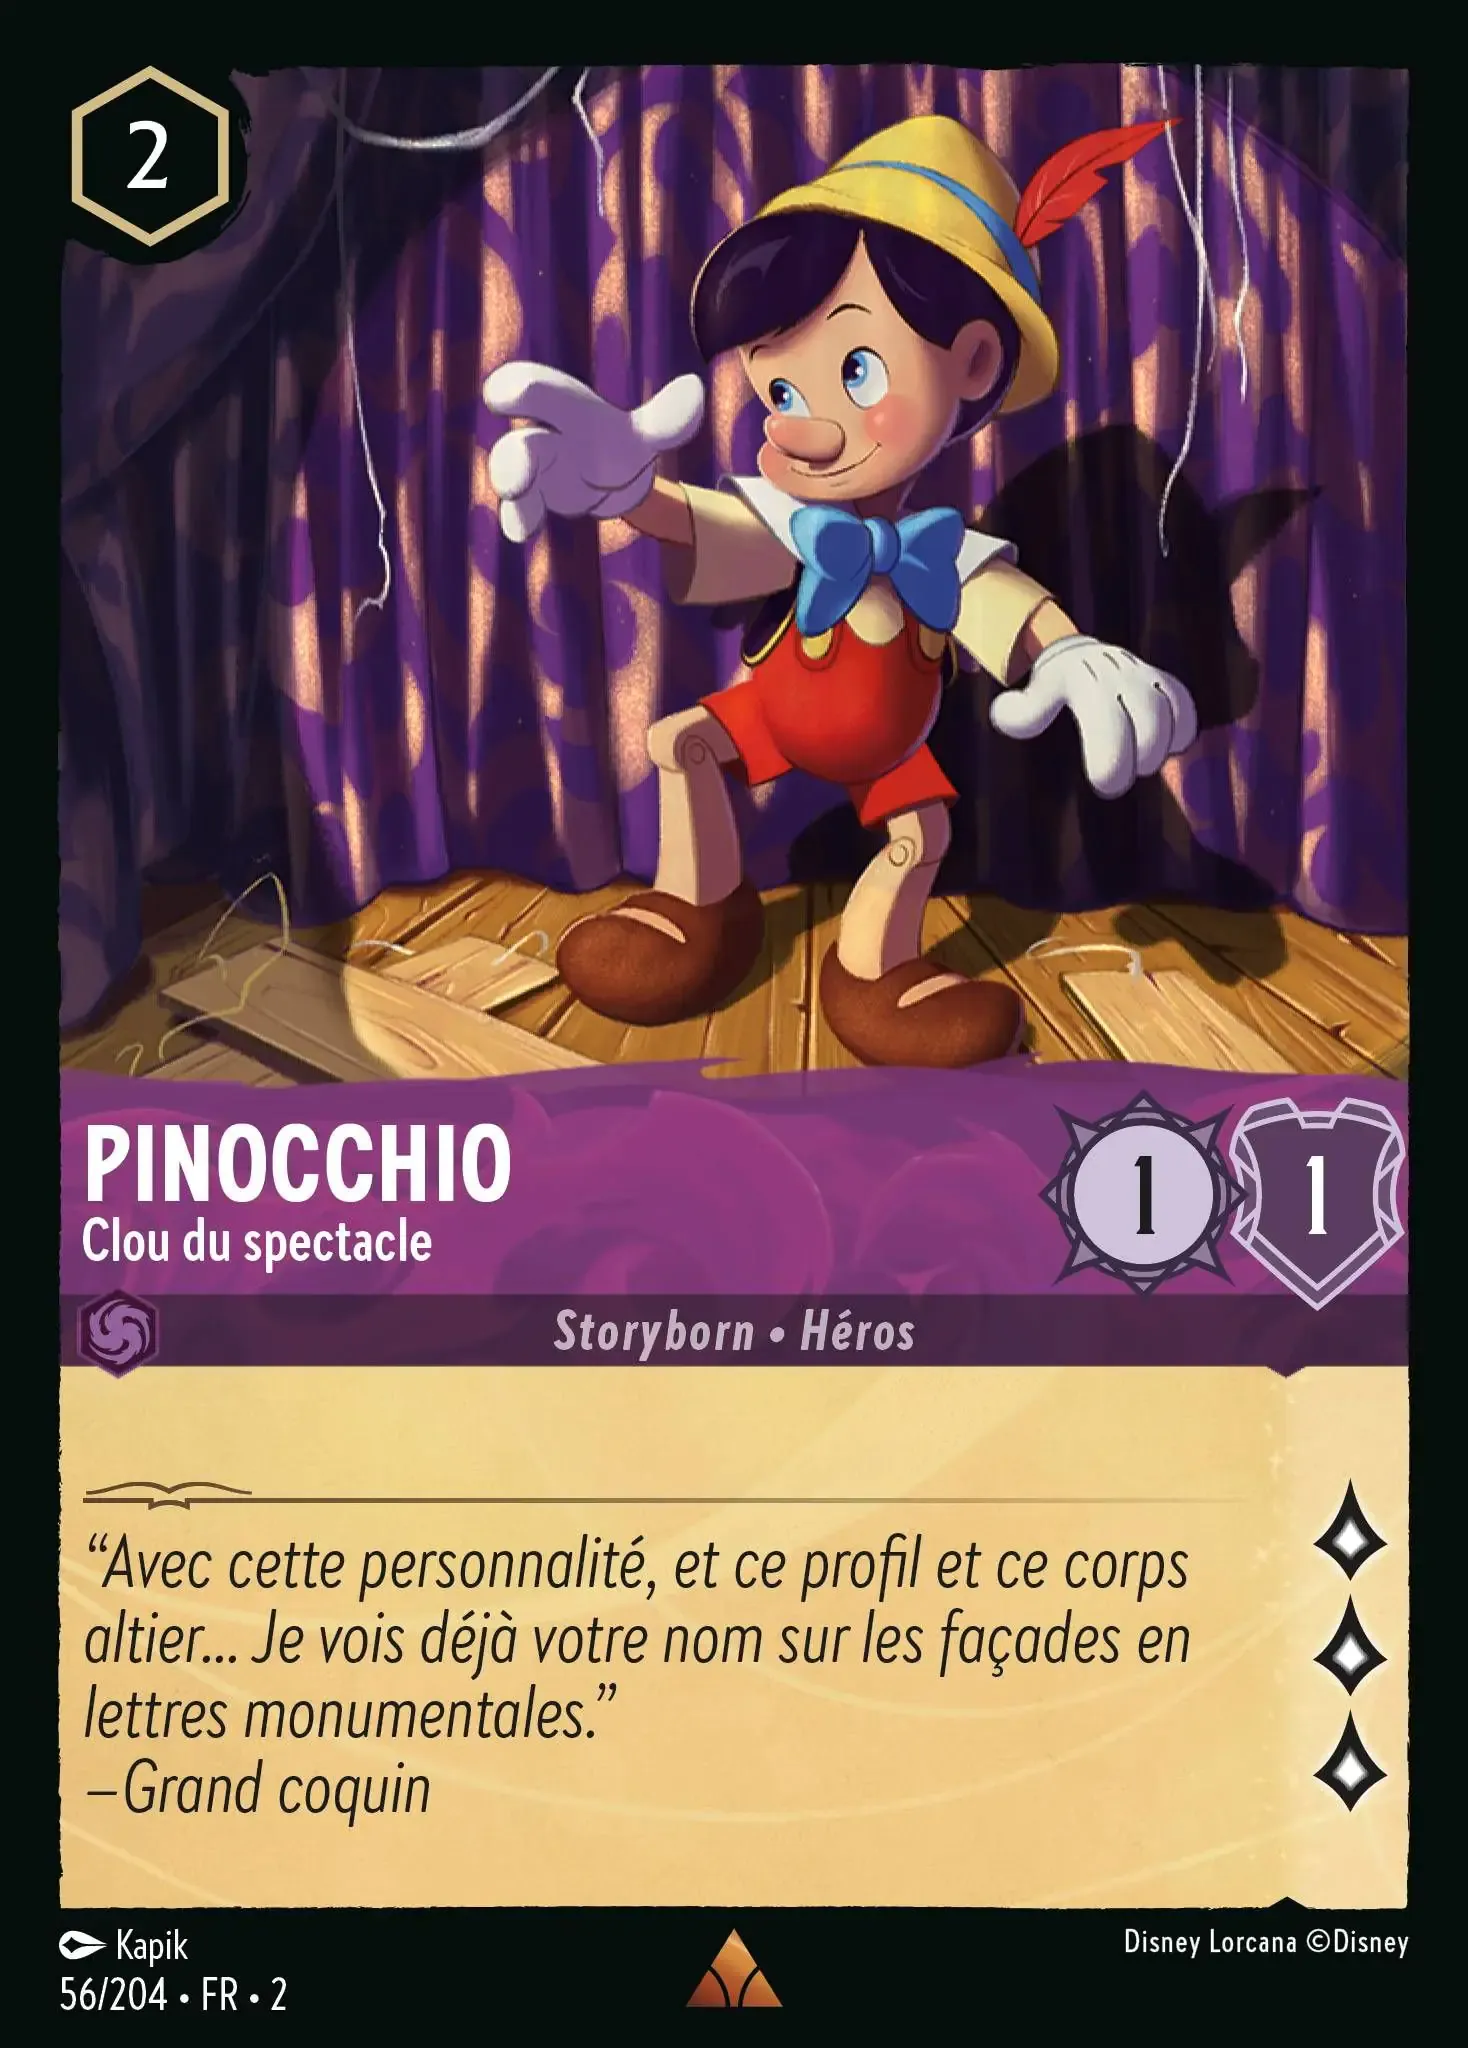 2
PINOCCHIO
Clou du spectacle
1
1
Storyborn • Héros
“Avec cette personnalité, et ce profil et ce corps
altier... Je vois déjà votre nom sur les façades en
lettres monumentales.”
–Grand coquin
Kapik
Disney Lorcana ©Disney
56/204 • FR • 2